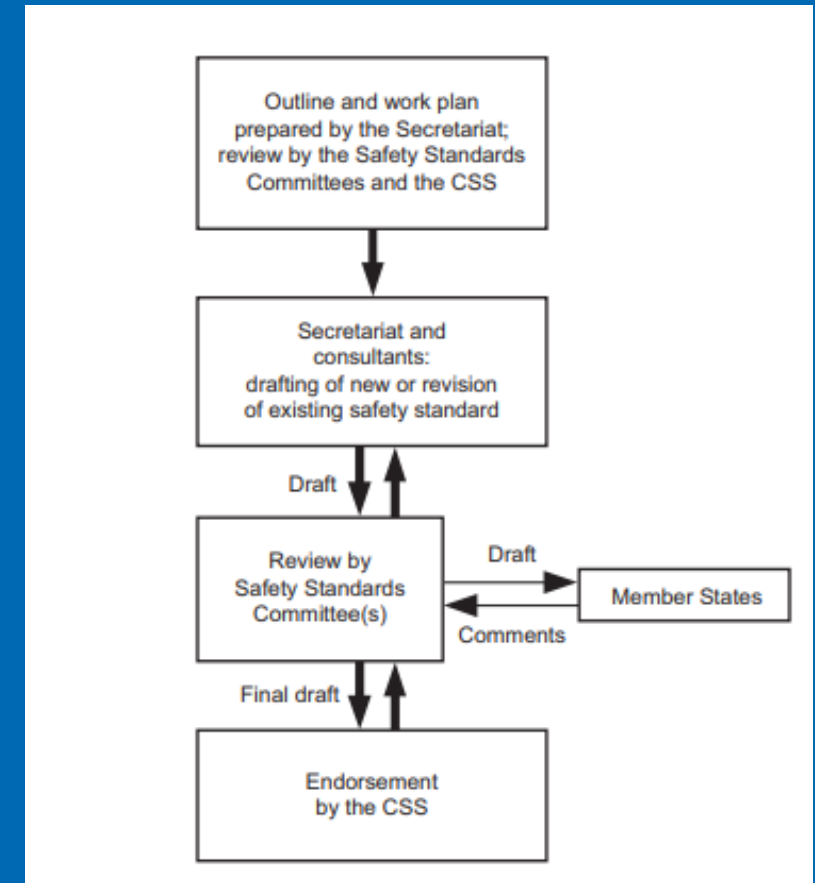 Outline and work plan
prepared by the Secretariat;
review by the Safety Standards
Committees and the CSS
Secretariat and
consultants:
drafting of new or revision
of existing safety standard
Draft
Review by
Safety Standards
Committee(s)
Draft
Member States
Comments
Final draft
Endorsement
by the CSS